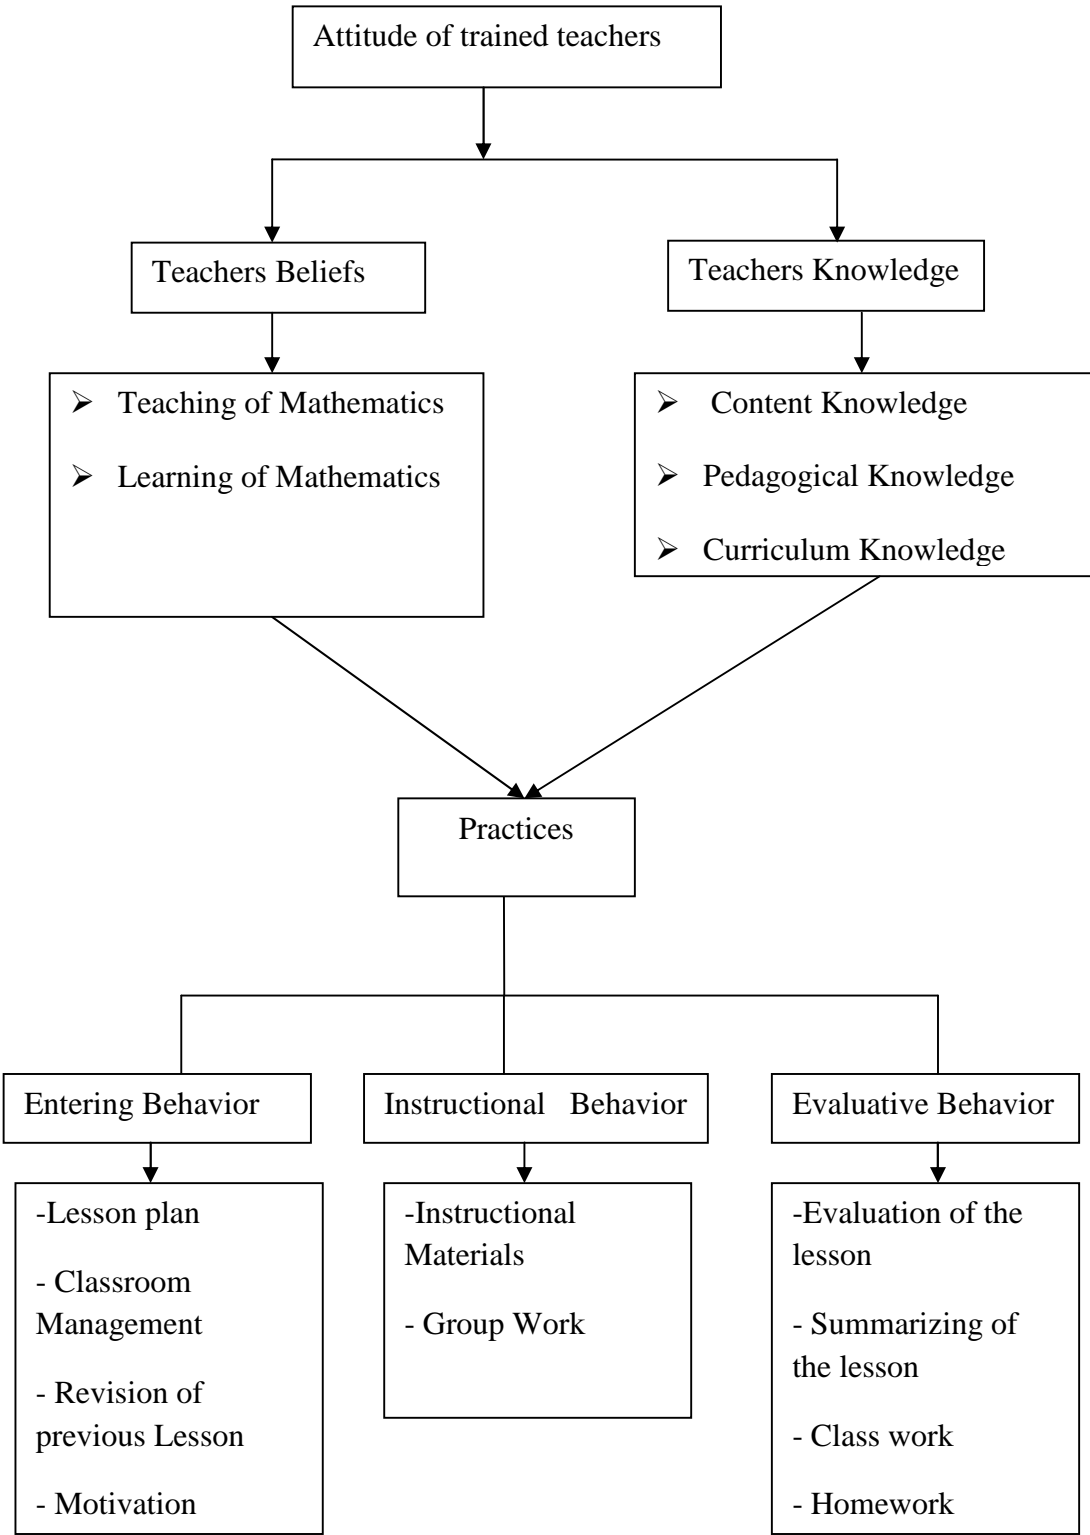 Attitude of trained teachers
Teachers Beliefs
Teachers Knowledge
➢ Teaching of Mathematics
➢ Learning of Mathematics
➢ Content Knowledge
➢ Pedagogical Knowledge
➢ Curriculum Knowledge
Practices
Entering Behavior
Instructional Behavior
Evaluative Behavior
-Lesson plan
- Classroom
Management
- Revision of
previous Lesson
- Motivation
-Instructional
Materials
- Group Work
-Evaluation of the
lesson
- Summarizing of
the lesson
- Class work
- Homework